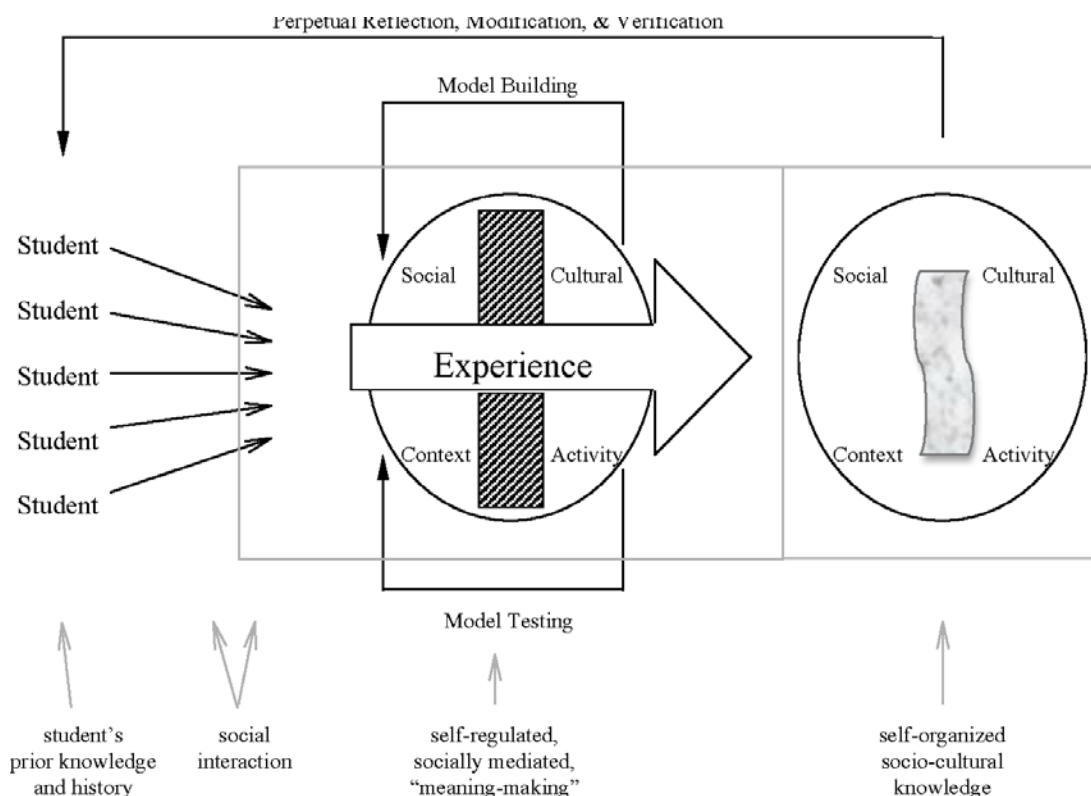 Perpetual Reflection, Modification, & Verification
Model Building
Student
Student
Student
Student
Student
Social
Cultural
Experience
Context
Activity
Social
Cultural
Context
Activity
Model Testing
student’s
prior knowledge
and history
social
interaction
self-regulated,
socially mediated,
“meaning-making”
self-organized
socio-cultural
knowledge